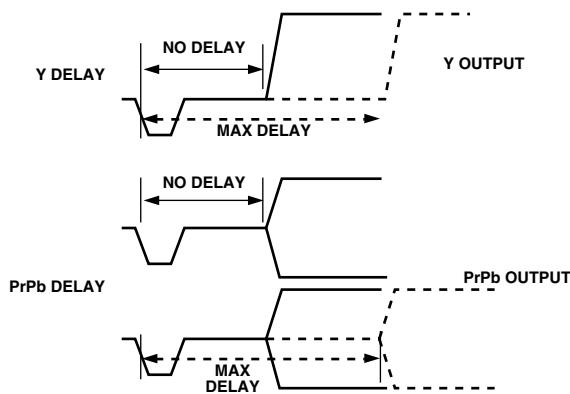 NO DELAY
Y DELAY
Y OUTPUT
MAX DELAY
NO DELAY
PrPb DELAY
PrPb OUTPUT
MAX
DELAY